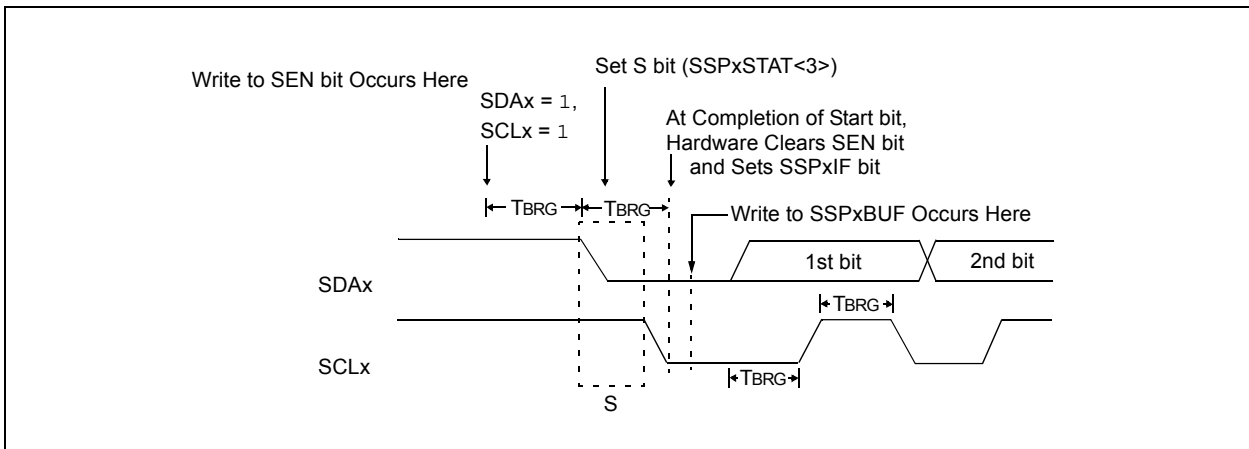 Write to SEN bit Occurs Here
Set S bit (SSPxSTAT<3>)
SDAx = 1,
SCLx = 1
At Completion of Start bit,
Hardware Clears SEN bit
and Sets SSPxIF bit
TBRG
TBRG
Write to SSPxBUF Occurs Here
SDAx
1st bit
2nd bit
TBRG
SCLx
TBRG
S